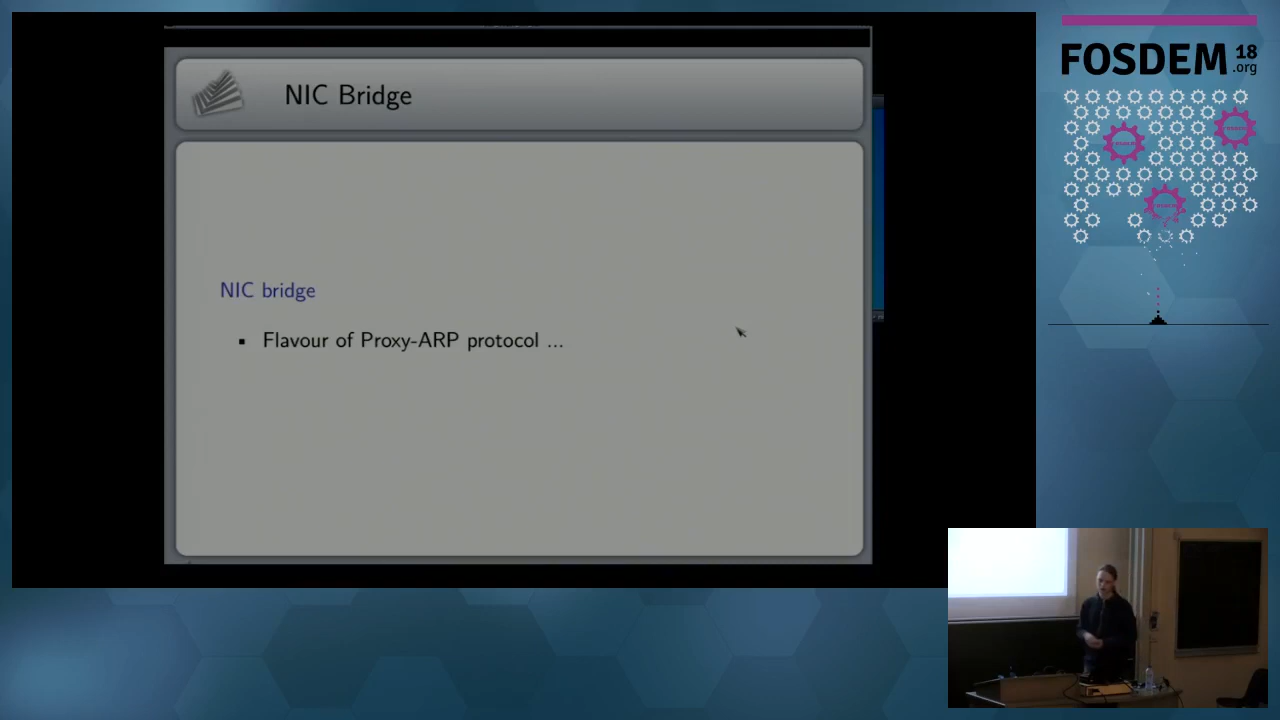 NIC Bridge
NIC bridge
▪ Flavour of Proxy-ARP protocol ...
FOSDEM 18
.org